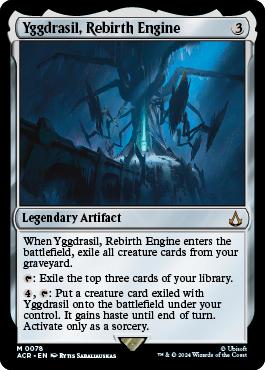 Yggdrasil, Rebirth Engine 3
Legendary Artifact
When Yggdrasil, Rebirth Engine enters the
battlefield, exile all creature cards from your
graveyard.
: Exile the top three cards of your library.
4, : Put a creature card exiled with
Yggdrasil onto the battlefield under your
control. It gains haste until end of turn.
Activate only as a sorcery.
M 0078
ACR • EN Rytis Sabaliauskas
© Ubisoft
™ & © 2024 Wizards of the Coast